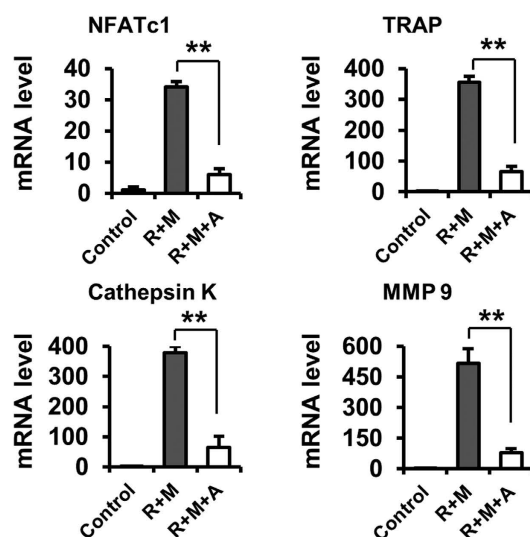 NFATc1
**
mRNA level
40
30
20
10
0
Control
R+M
R+M+A
TRAP
**
mRNA level
400
300
200
100
0
Control
R+M
R+M+A
Cathepsin K
**
mRNA level
400
300
200
100
0
Control
R+M
R+M+A
MMP 9
**
mRNA level
600
450
300
150
0
Control
R+M
R+M+A